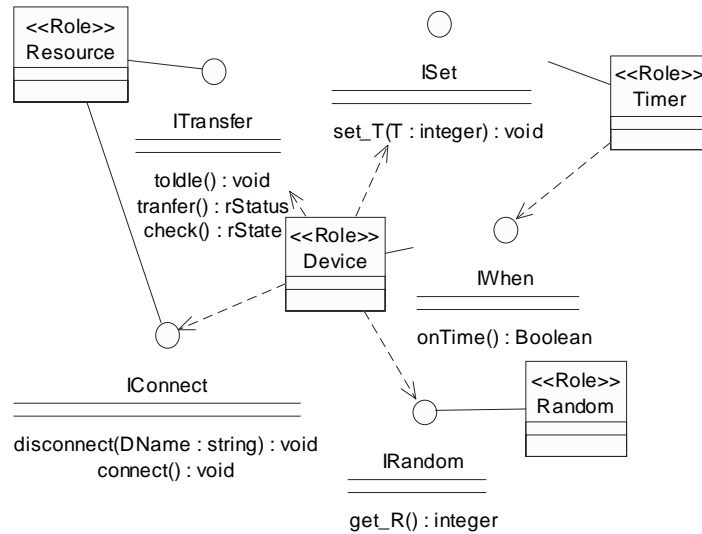 <<Role>>
Resource
ITransfer
toIdle() : void
tranfer() : rStatus
check() : rState
ISet
set_T(T : integer) : void
<<Role>>
Timer
<<Role>>
Device
IWhen
onTime() : Boolean
IConnect
disconnect(DName : string) : void
connect() : void
<<Role>>
Random
IRandom
get_R() : integer